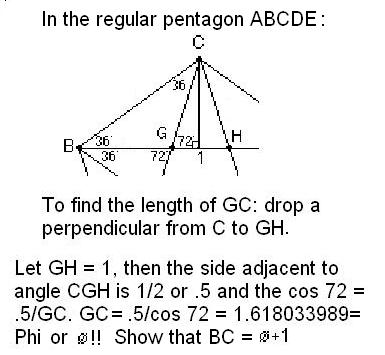 In the regular pentagon ABCDE:
C
36
B 36° G 72° H
36 72° 1
To find the length of GC: drop a
perpendicular from C to GH.
Let GH = 1, then the side adjacent to
angle CGH is 1/2 or .5 and the cos 72 =
.5/GC. GC= .5/cos 72 = 1.618033989=
Phi or ø!! Show that BC = ø+1